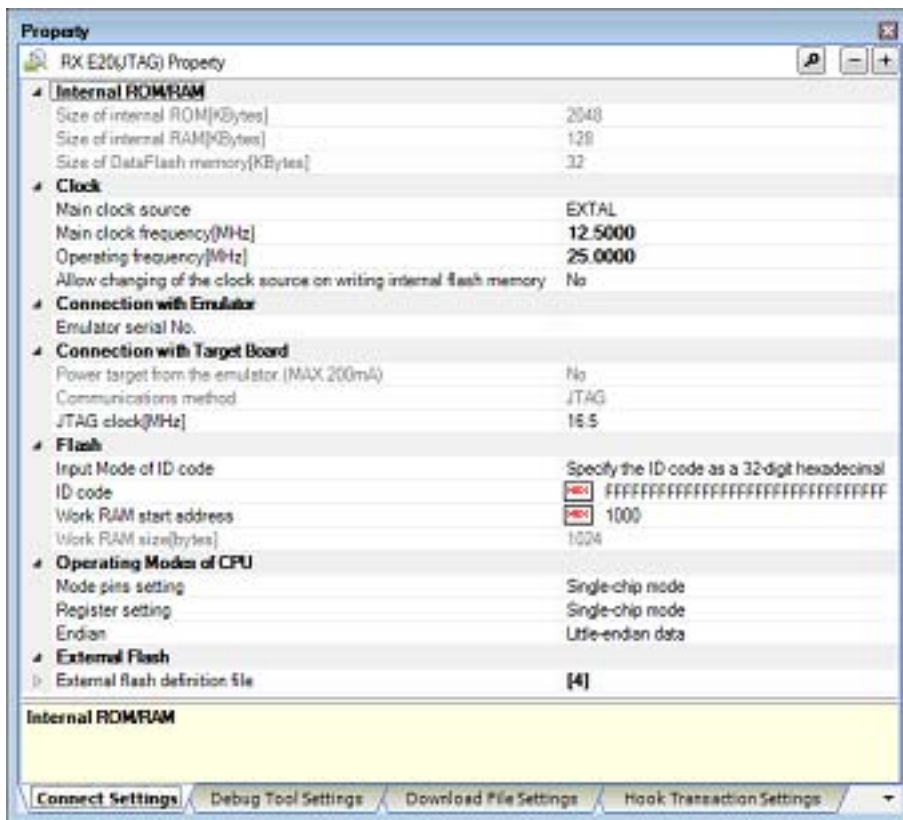 Property
RX E20(JTAG) Property
Internal ROM/RAM
Size of internal ROM[KBytes] 2048
Size of internal RAM[KBytes] 128
Size of DataFlash memory[KBytes] 32
Clock
Main clock source EXTAL
Main clock frequency[MHz] 12.5000
Operating frequency[MHz] 25.0000
Allow changing of the clock source on writing internal flash memory No
Connection with Emulator
Emulator serial No.
Connection with Target Board
Power target from the emulator.(MAX 200mA) No
Communications method JTAG
JTAG clock[MHz] 16.5
Flash
Input Mode of ID code Specify the ID code as a 32-digit hexadecimal
ID code HEX FFFFFFFFFFFFFFFFFFFFFFFFFFFFFFFF
Work RAM start address HEX 1000
Work RAM size[bytes] 1024
Operating Modes of CPU
Mode pins setting Single-chip mode
Register setting Single-chip mode
Endian Little-endian data
External Flash
External flash definition file [4]
Internal ROM/RAM
Connect Settings Debug Tool Settings Download File Settings Hook Transaction Settings